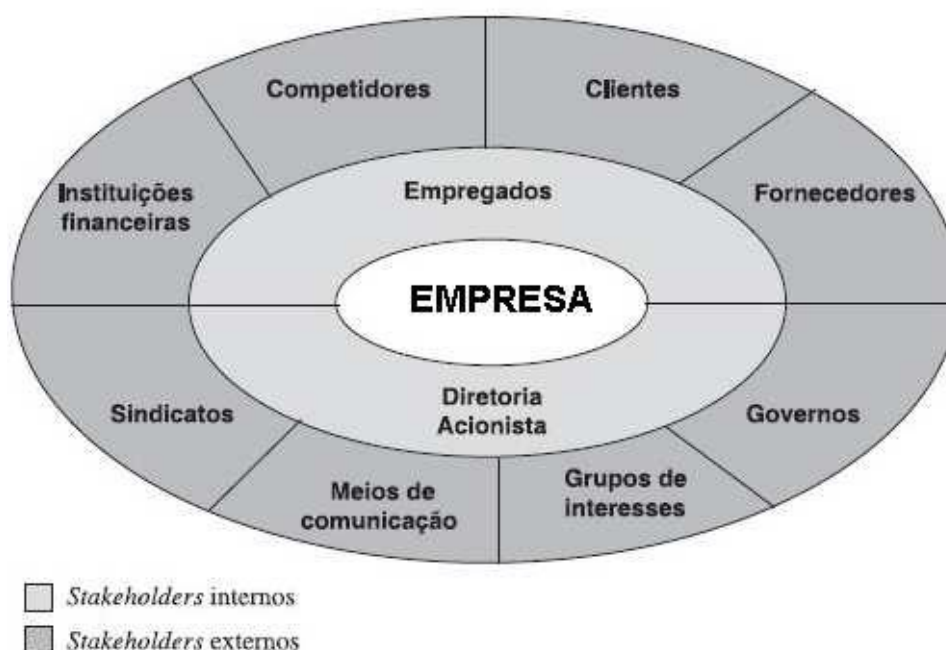 Competidores
Clientes
Instituições
financeiras
Empregados
Fornecedores
EMPRESA
Sindicatos
Diretoria
Acionista
Governos
Meios de
comunicação
Grupos de
interesses
Stakeholders internos
Stakeholders externos